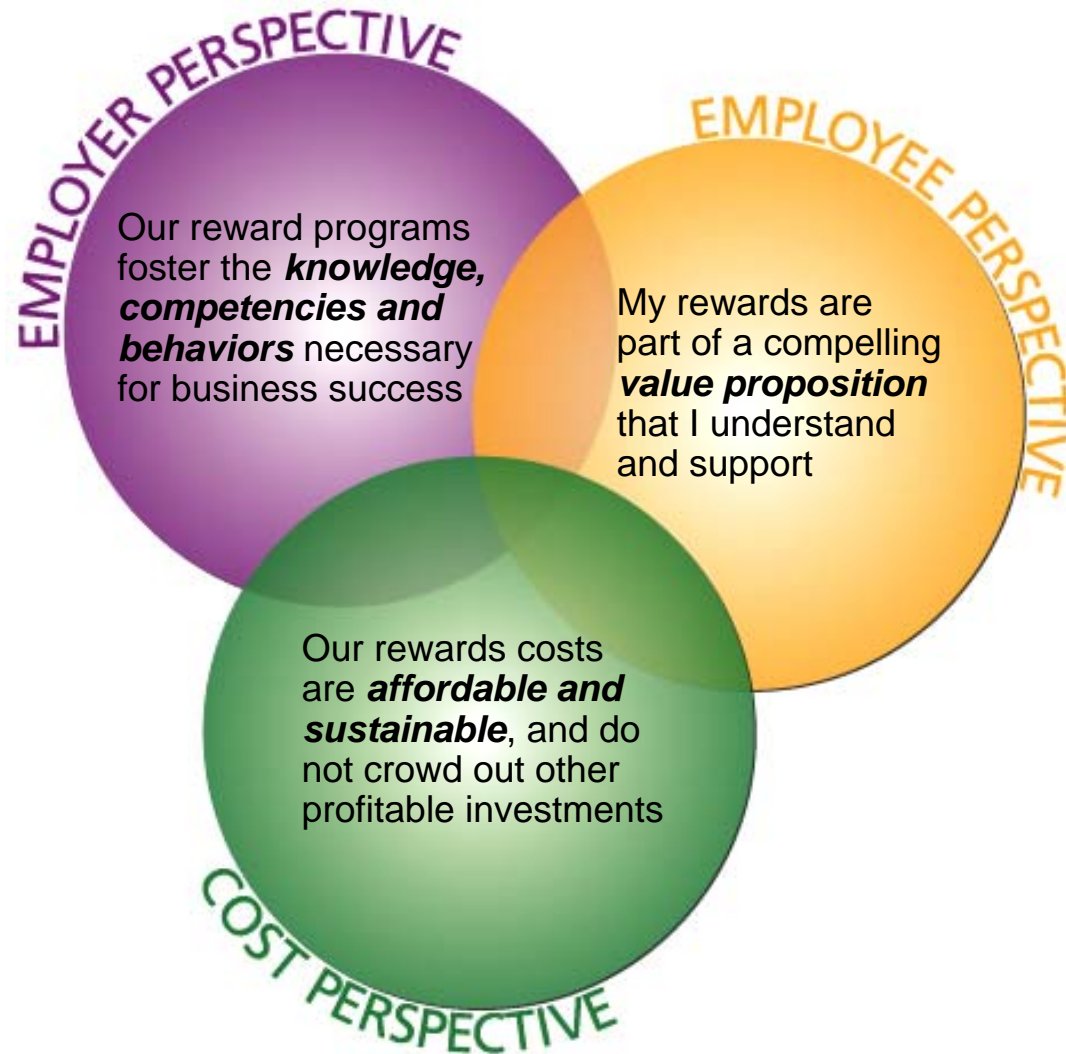 EMPLOYER PERSPECTIVE
Our reward programs
foster the knowledge,
competencies and
behaviors necessary
for business success
EMPLOYEE PERSPECTIVE
My rewards are
part of a compelling
value proposition
that I understand
and support
Our rewards costs
are affordable and
sustainable, and do
not crowd out other
profitable investments
COST PERSPECTIVE